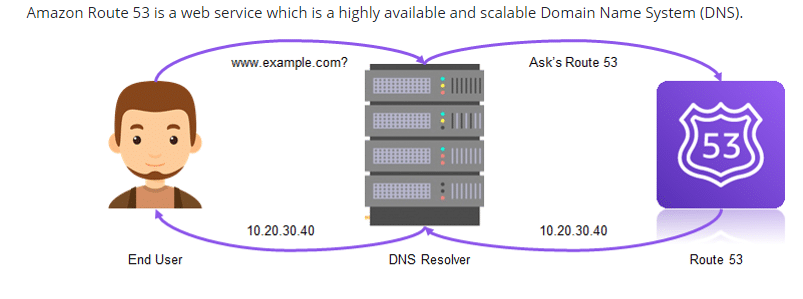 Amazon Route 53 is a web service which is a highly available and scalable Domain Name System (DNS).
www.example.com?
Ask's Route 53
53
10.20.30.40
10.20.30.40
End User
DNS Resolver
Route 53